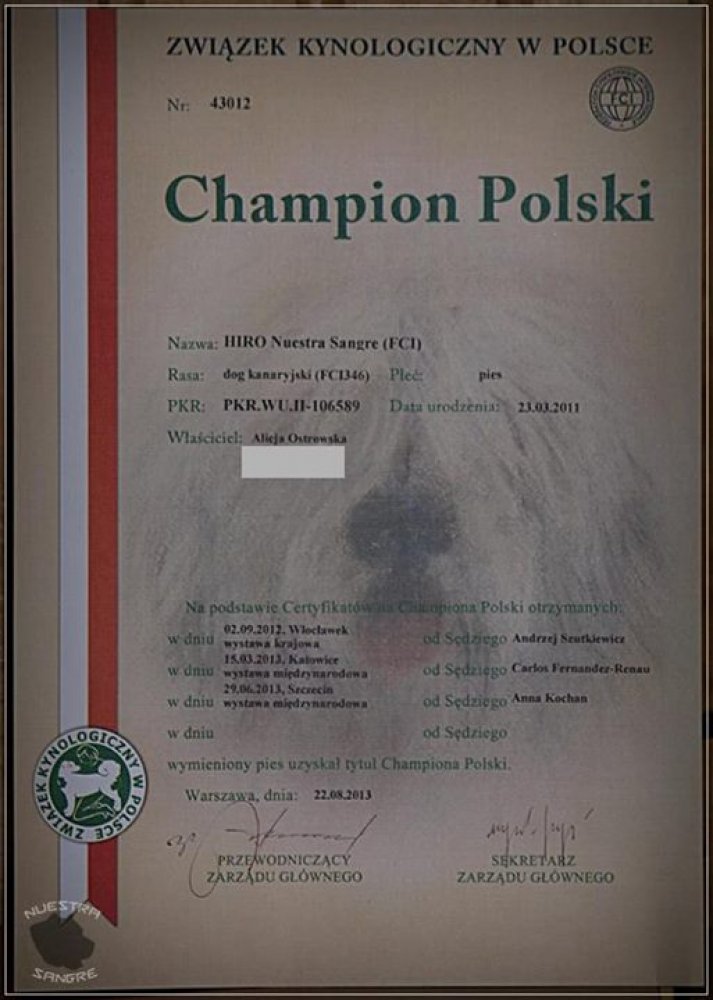 ZWIĄZEK KYNOLOGICZNY W POLSCE
Nr: 43012
FCI
Champion Polski
Nazwa: HIRO Nuestra Sangre (FCI)
Rasa: dog kanaryjski (FCI346) Płeć: pies
PKR: PKR.WU.II-106589 Data urodzenia: 23.03.2011
Właściciel: Alicja Ostrowska
Na podstawie Certyfikatów na Championa Polski otrzymanych:
w dniu 02.09.2012, Włocławek wystawa krajowa od Sędziego Andrzej Szutkiewicz
w dniu 15.03.2013, Katowice wystawa międzynarodowa od Sędziego Carlos Fernandez-Renau
w dniu 29.06.2013, Szczecin wystawa międzynarodowa od Sędziego Anna Kochan
w dniu od Sędziego
wymieniony pies uzyskał tytuł Championa Polski.
Warszawa, dnia: 22.08.2013
PRZEWODNICZĄCY SEKRETARZ
ZARZĄDU GŁÓWNEGO ZARZĄDU GŁÓWNEGO
ZWIĄZEK KYNOLOGICZNY W POLSCE
NUESTRA
SANGRE